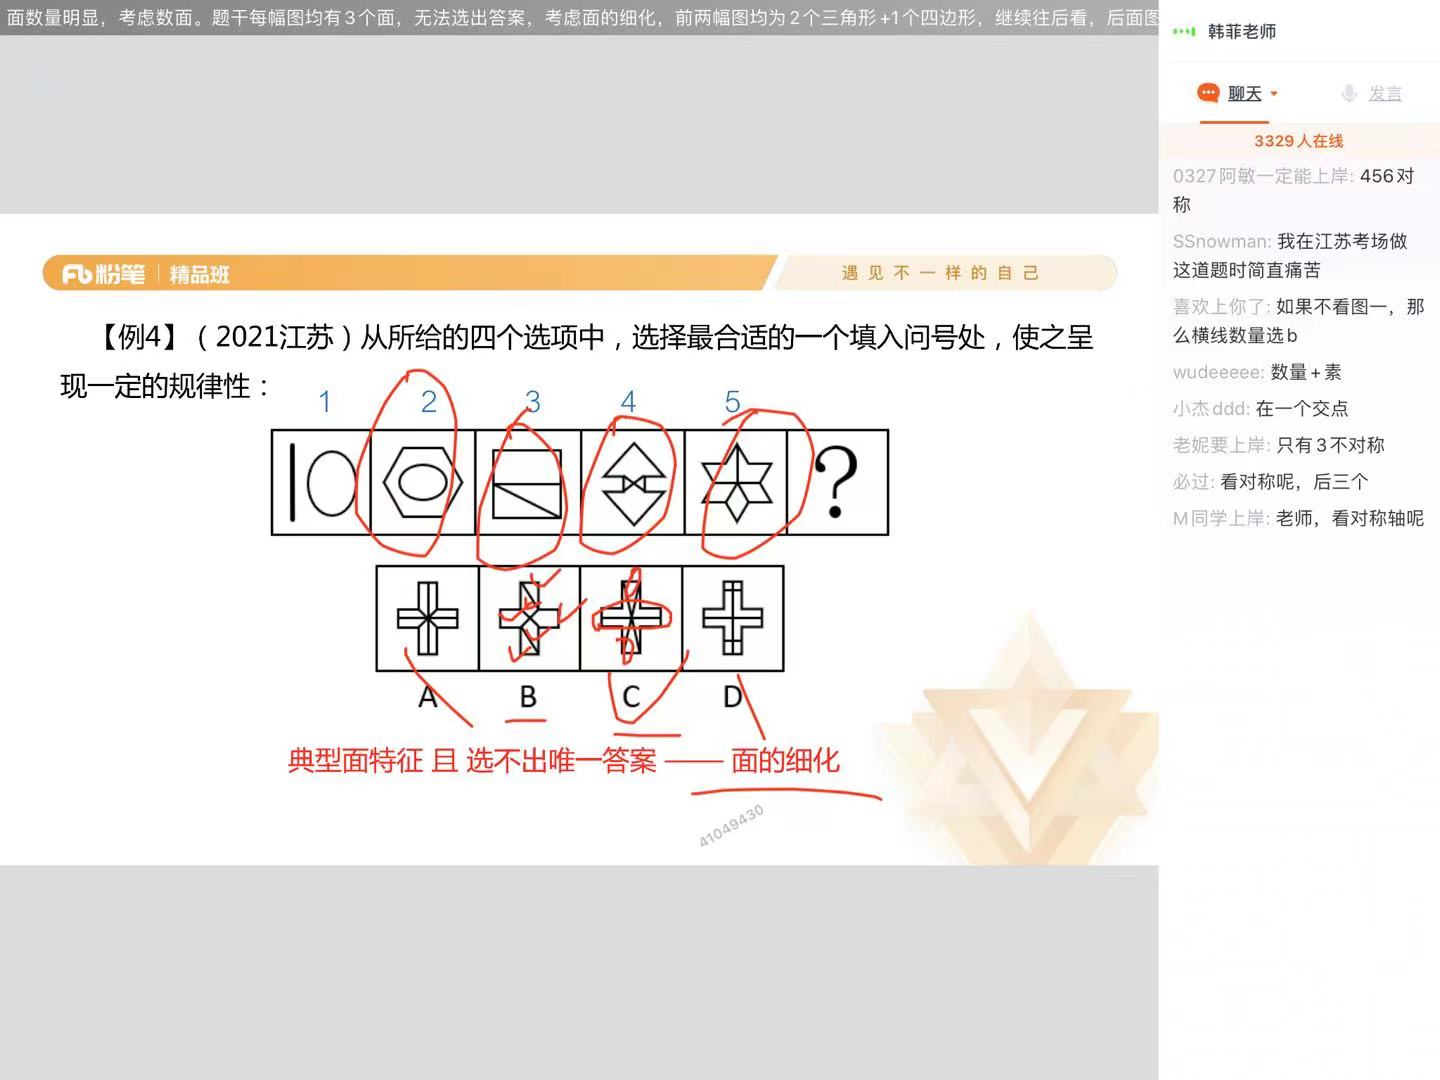 面数量明显，考虑数面。题干每幅图均有3个面，无法选出答案，考虑面的细化，前两幅图均为2个三角形+1个四边形，继续往后看，后面图
韩菲老师
聊天
发言
3329人在线
0327阿敏一定能上岸: 456对
称
SSnowman: 我在江苏考场做
这道题时简直痛苦
喜欢上你了: 如果不看图一，那
么横线数量选b
wudeeeee: 数量+素
小杰ddd: 在一个交点
老妮要上岸: 只有3不对称
必过: 看对称呢，后三个
M同学上岸: 老师，看对称轴呢
粉笔 精品班
遇见不一样的自己
【例4】（2021江苏）从所给的四个选项中，选择最合适的一个填入问号处，使之呈
现一定的规律性：
1 2 3 4 5
?
A B C D
典型面特征 且 选不出唯一答案 —— 面的细化
41049430